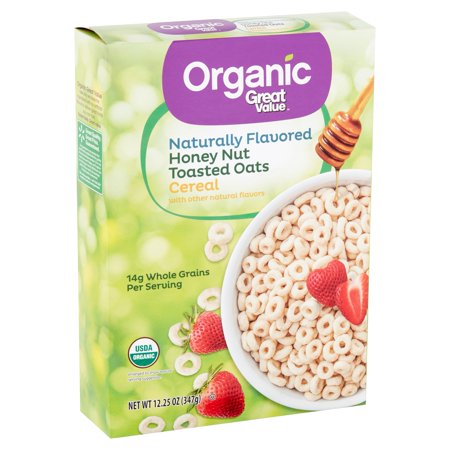 Organic
Great
Value™
Naturally Flavored
Honey Nut
Toasted Oats
Cereal
with other natural flavors
14g Whole Grains
Per Serving
USDA
ORGANIC
NET WT 12.25 OZ (347g)